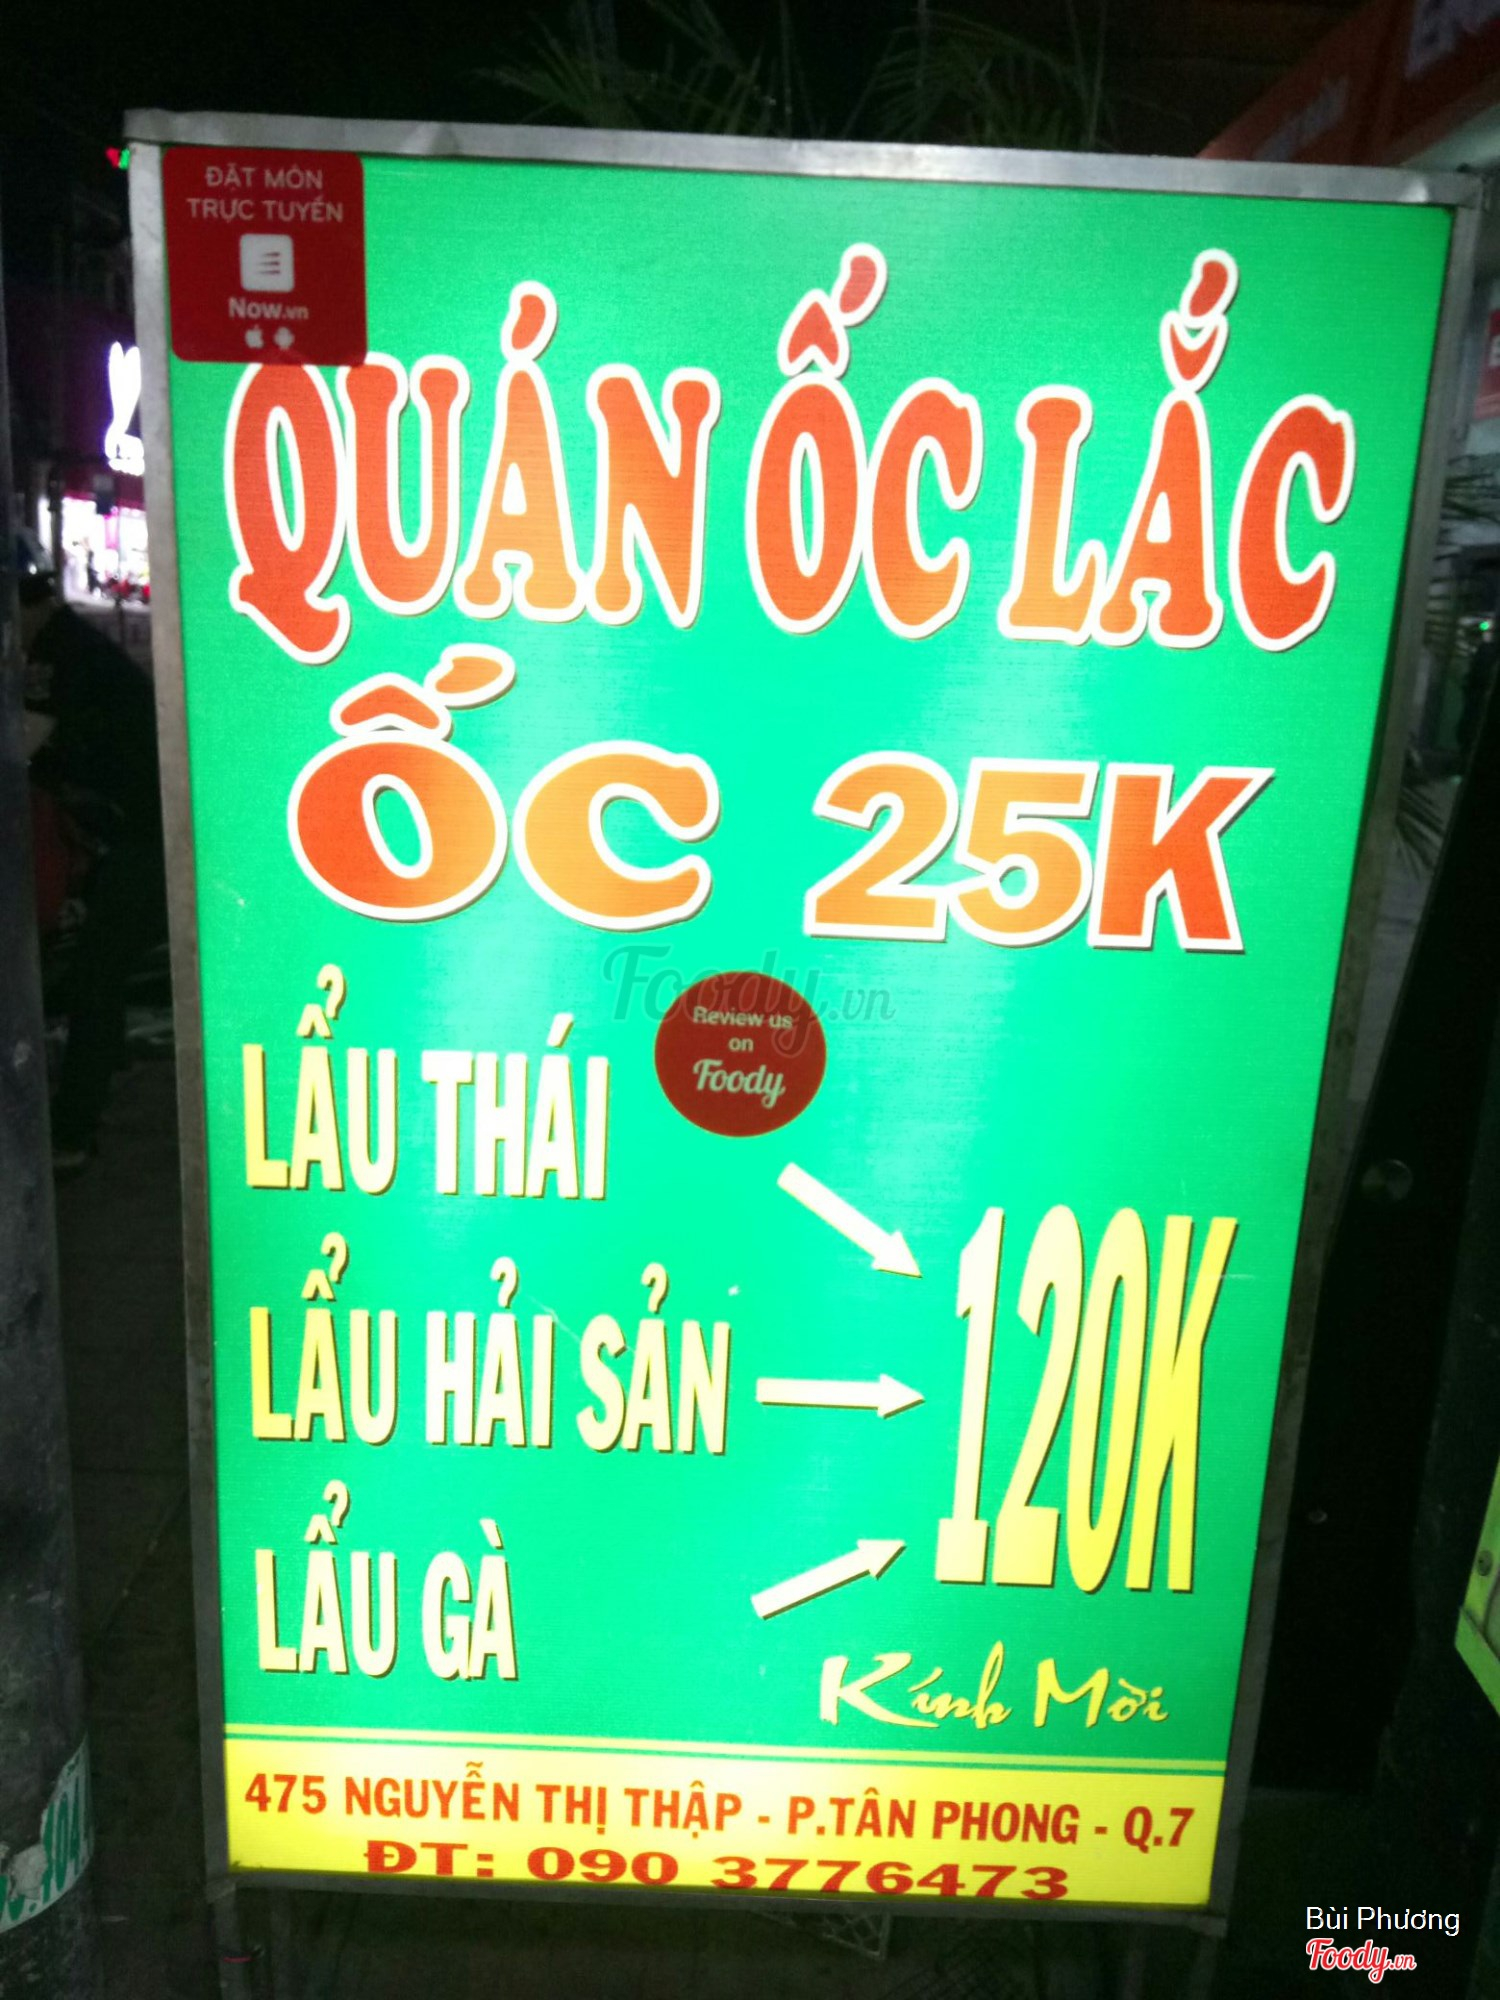 ĐẶT MÓN
TRỰC TUYẾN
Now.vn
QUÁN ỐC LẮC
ỐC 25K
Foody.vn
Review us
on
Foody
LẨU THÁI
LẨU HẢI SẢN
120K
LẨU GÀ
Kính Mời
475 NGUYỄN THỊ THẬP - P.TÂN PHONG - Q.7
ĐT: 090 3776473
Bùi Phương
Foody.vn